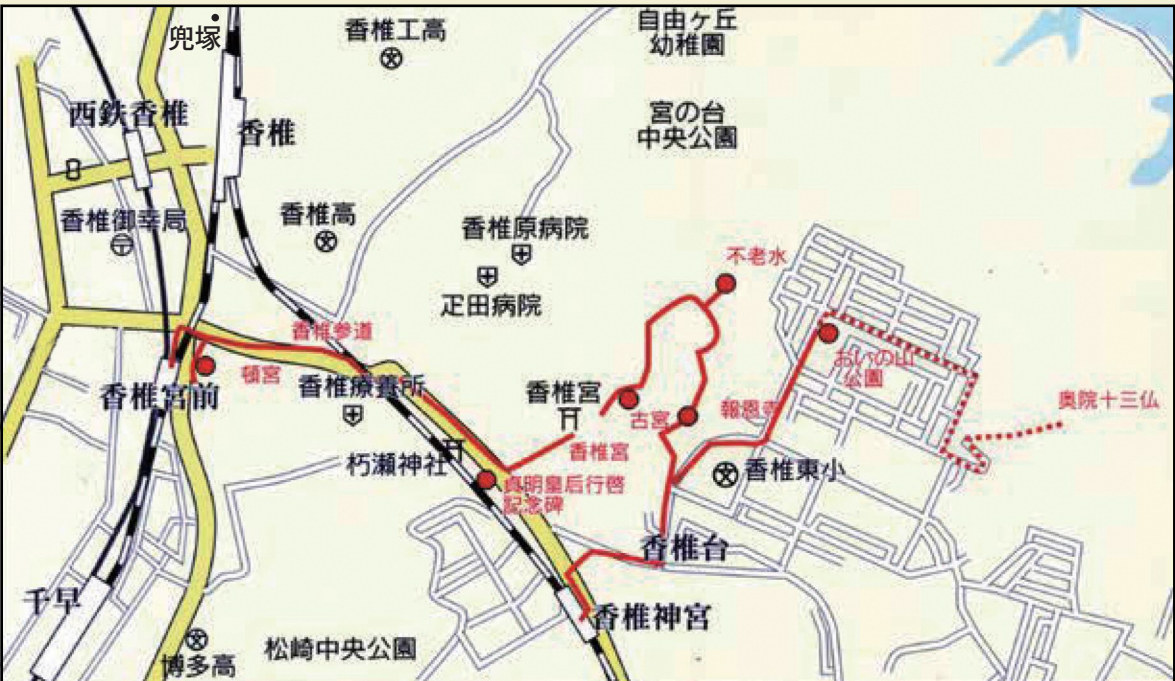 兜塚
香椎工高
自由ヶ丘
幼稚園
西鉄香椎
香椎
宮の台
中央公園
香椎御幸局
香椎高
香椎原病院
疋田病院
不老水
香椎参道
頓宮
香椎宮前
香椎療養所
香椎宮
古宮
報恩寺
おいの山
公園
奥院十三仏
香椎宮
朽瀬神社
貞明皇后行啓
記念碑
香椎東小
香椎台
千早
香椎神宮
博多高
松崎中央公園